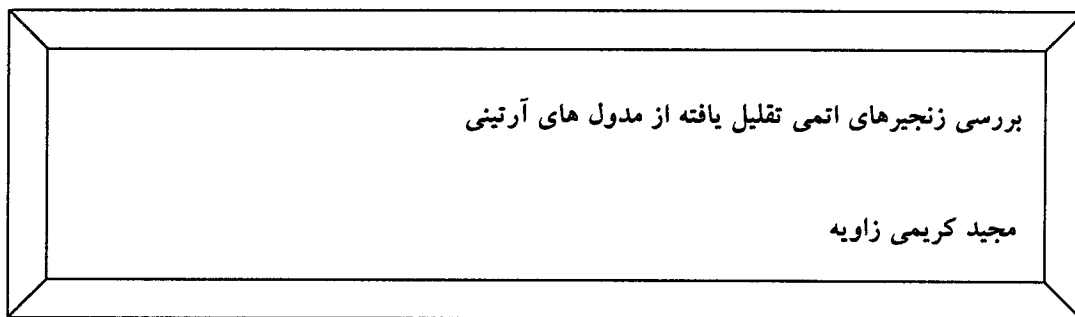 بررسی زنجیرهای اتمی تقلیل یافته از مدول های آرتینی
مجید کریمی زاویه